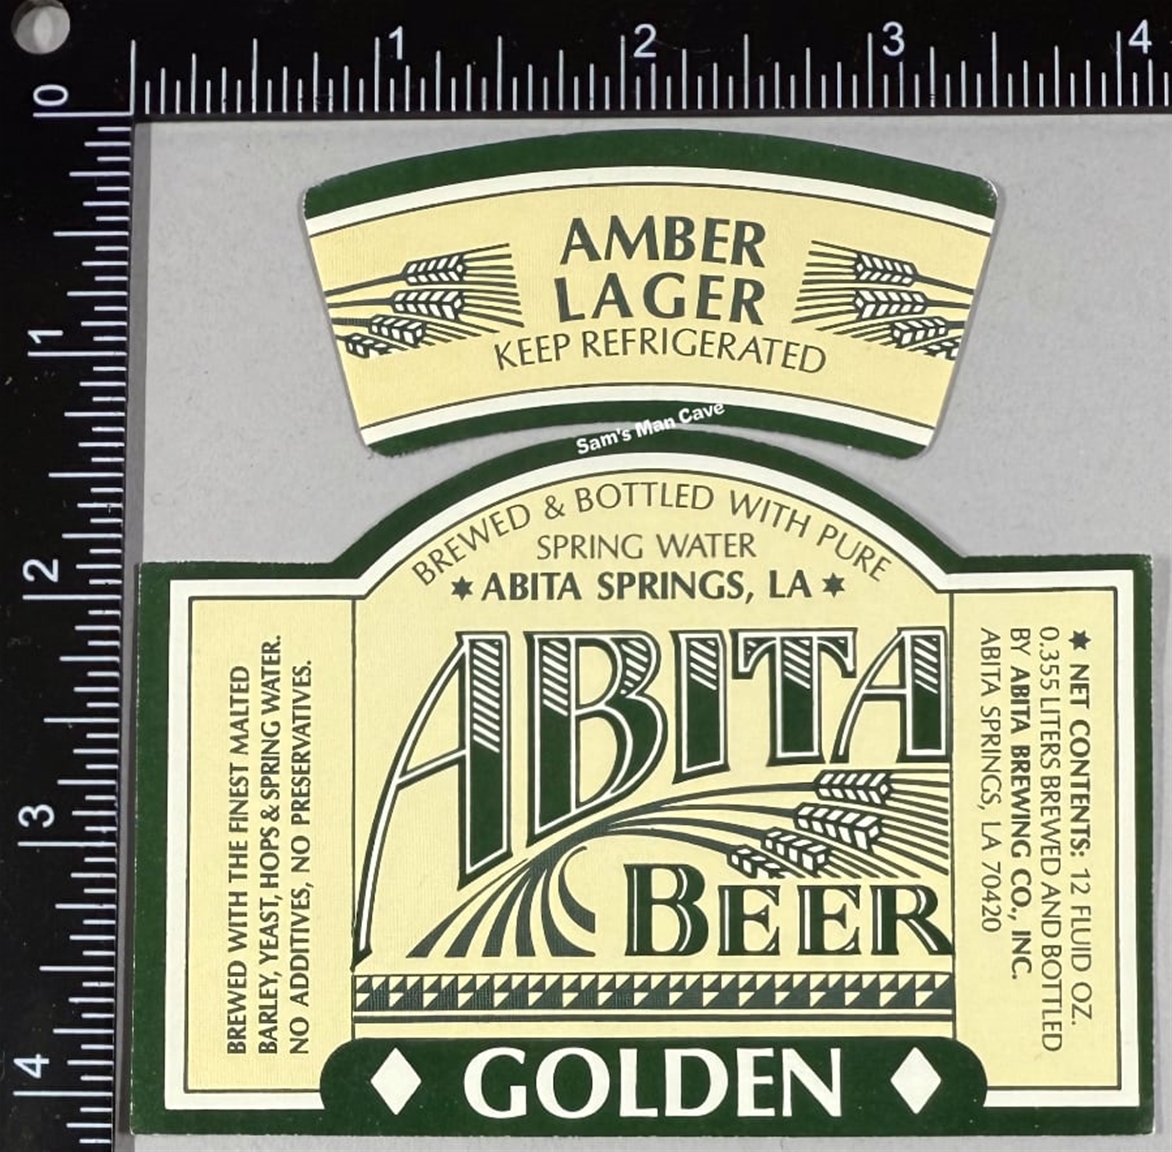 1 2 3 4
0
1
2
3
4
AMBER
LAGER
KEEP REFRIGERATED
Sam's Man Cave
BREWED & BOTTLED WITH PURE
SPRING WATER
✶ ABITA SPRINGS, LA ✶
ABITA
BEER
GOLDEN
BREWED WITH THE FINEST MALTED
BARLEY, YEAST, HOPS & SPRING WATER.
NO ADDITIVES, NO PRESERVATIVES.
✶ NET CONTENTS: 12 FLUID OZ.
0.355 LITERS BREWED AND BOTTLED
BY ABITA BREWING CO., INC.
ABITA SPRINGS, LA 70420